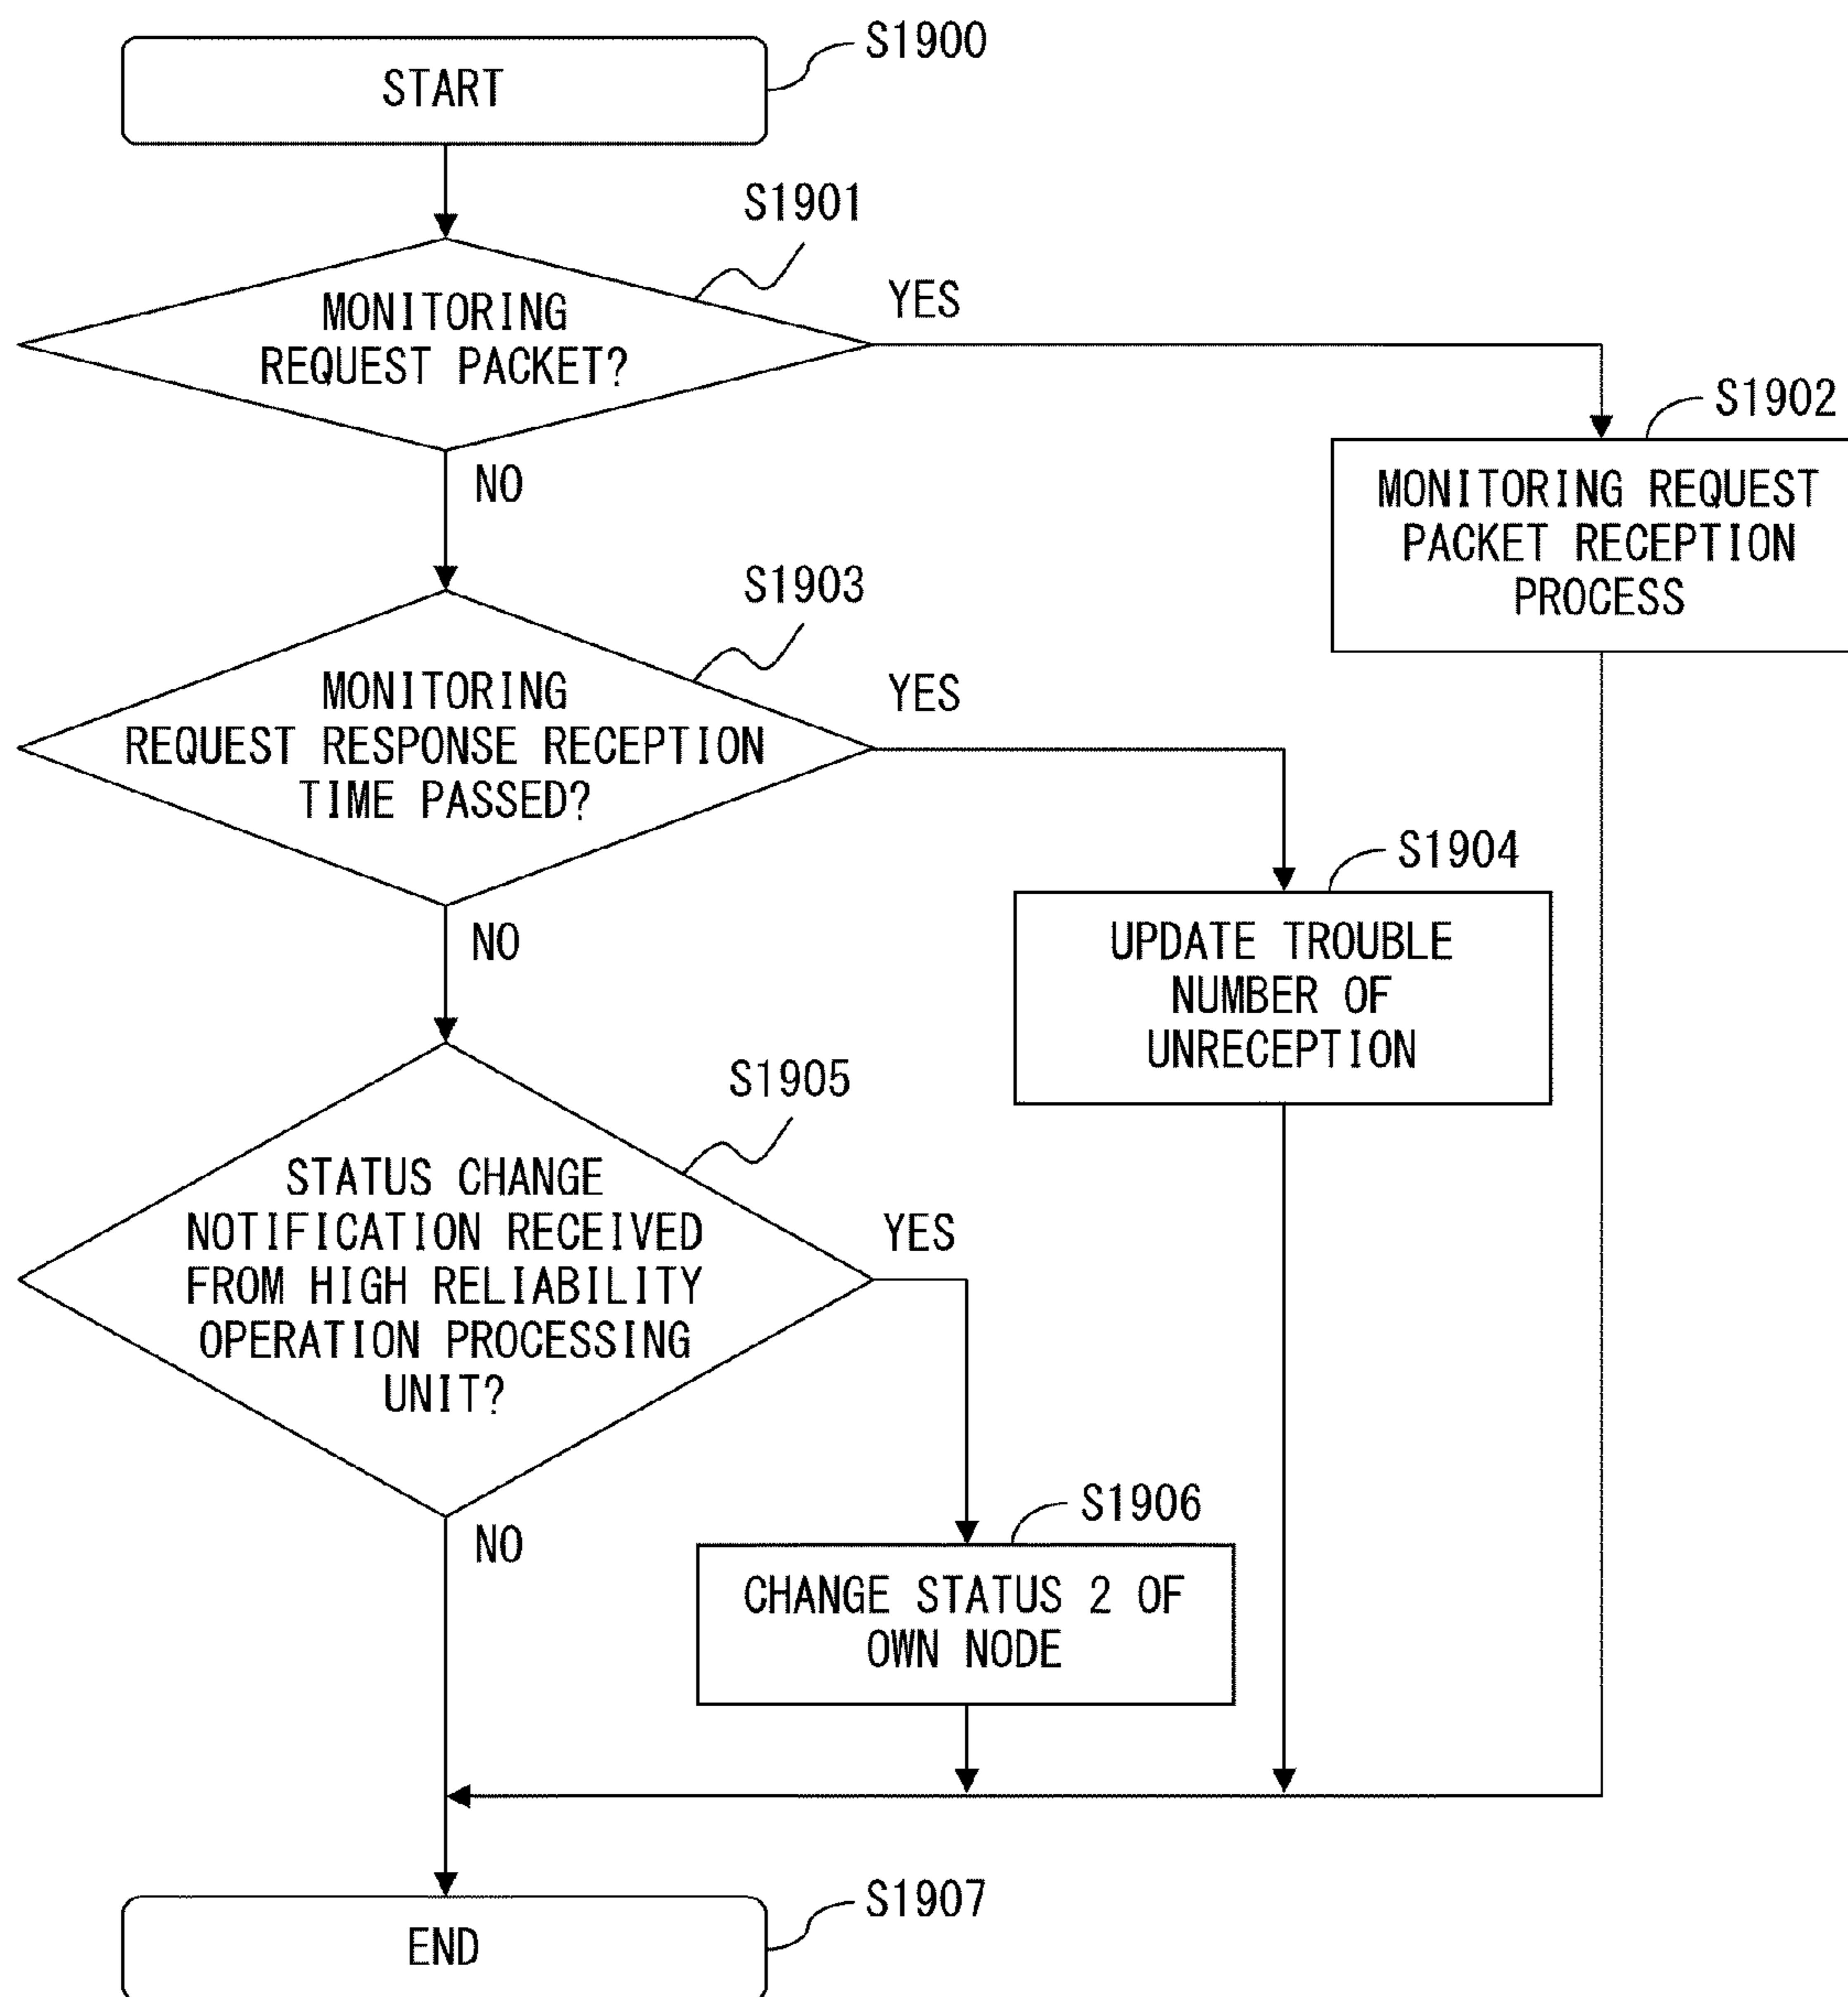 S1900
START
S1901
MONITORING
REQUEST PACKET?
YES
NO
S1902
MONITORING REQUEST
PACKET RECEPTION
PROCESS
S1903
MONITORING
REQUEST RESPONSE RECEPTION
TIME PASSED?
YES
NO
S1904
UPDATE TROUBLE
NUMBER OF
UNRECEPTION
S1905
STATUS CHANGE
NOTIFICATION RECEIVED
FROM HIGH RELIABILITY
OPERATION PROCESSING
UNIT?
YES
NO
S1906
CHANGE STATUS 2 OF
OWN NODE
S1907
END